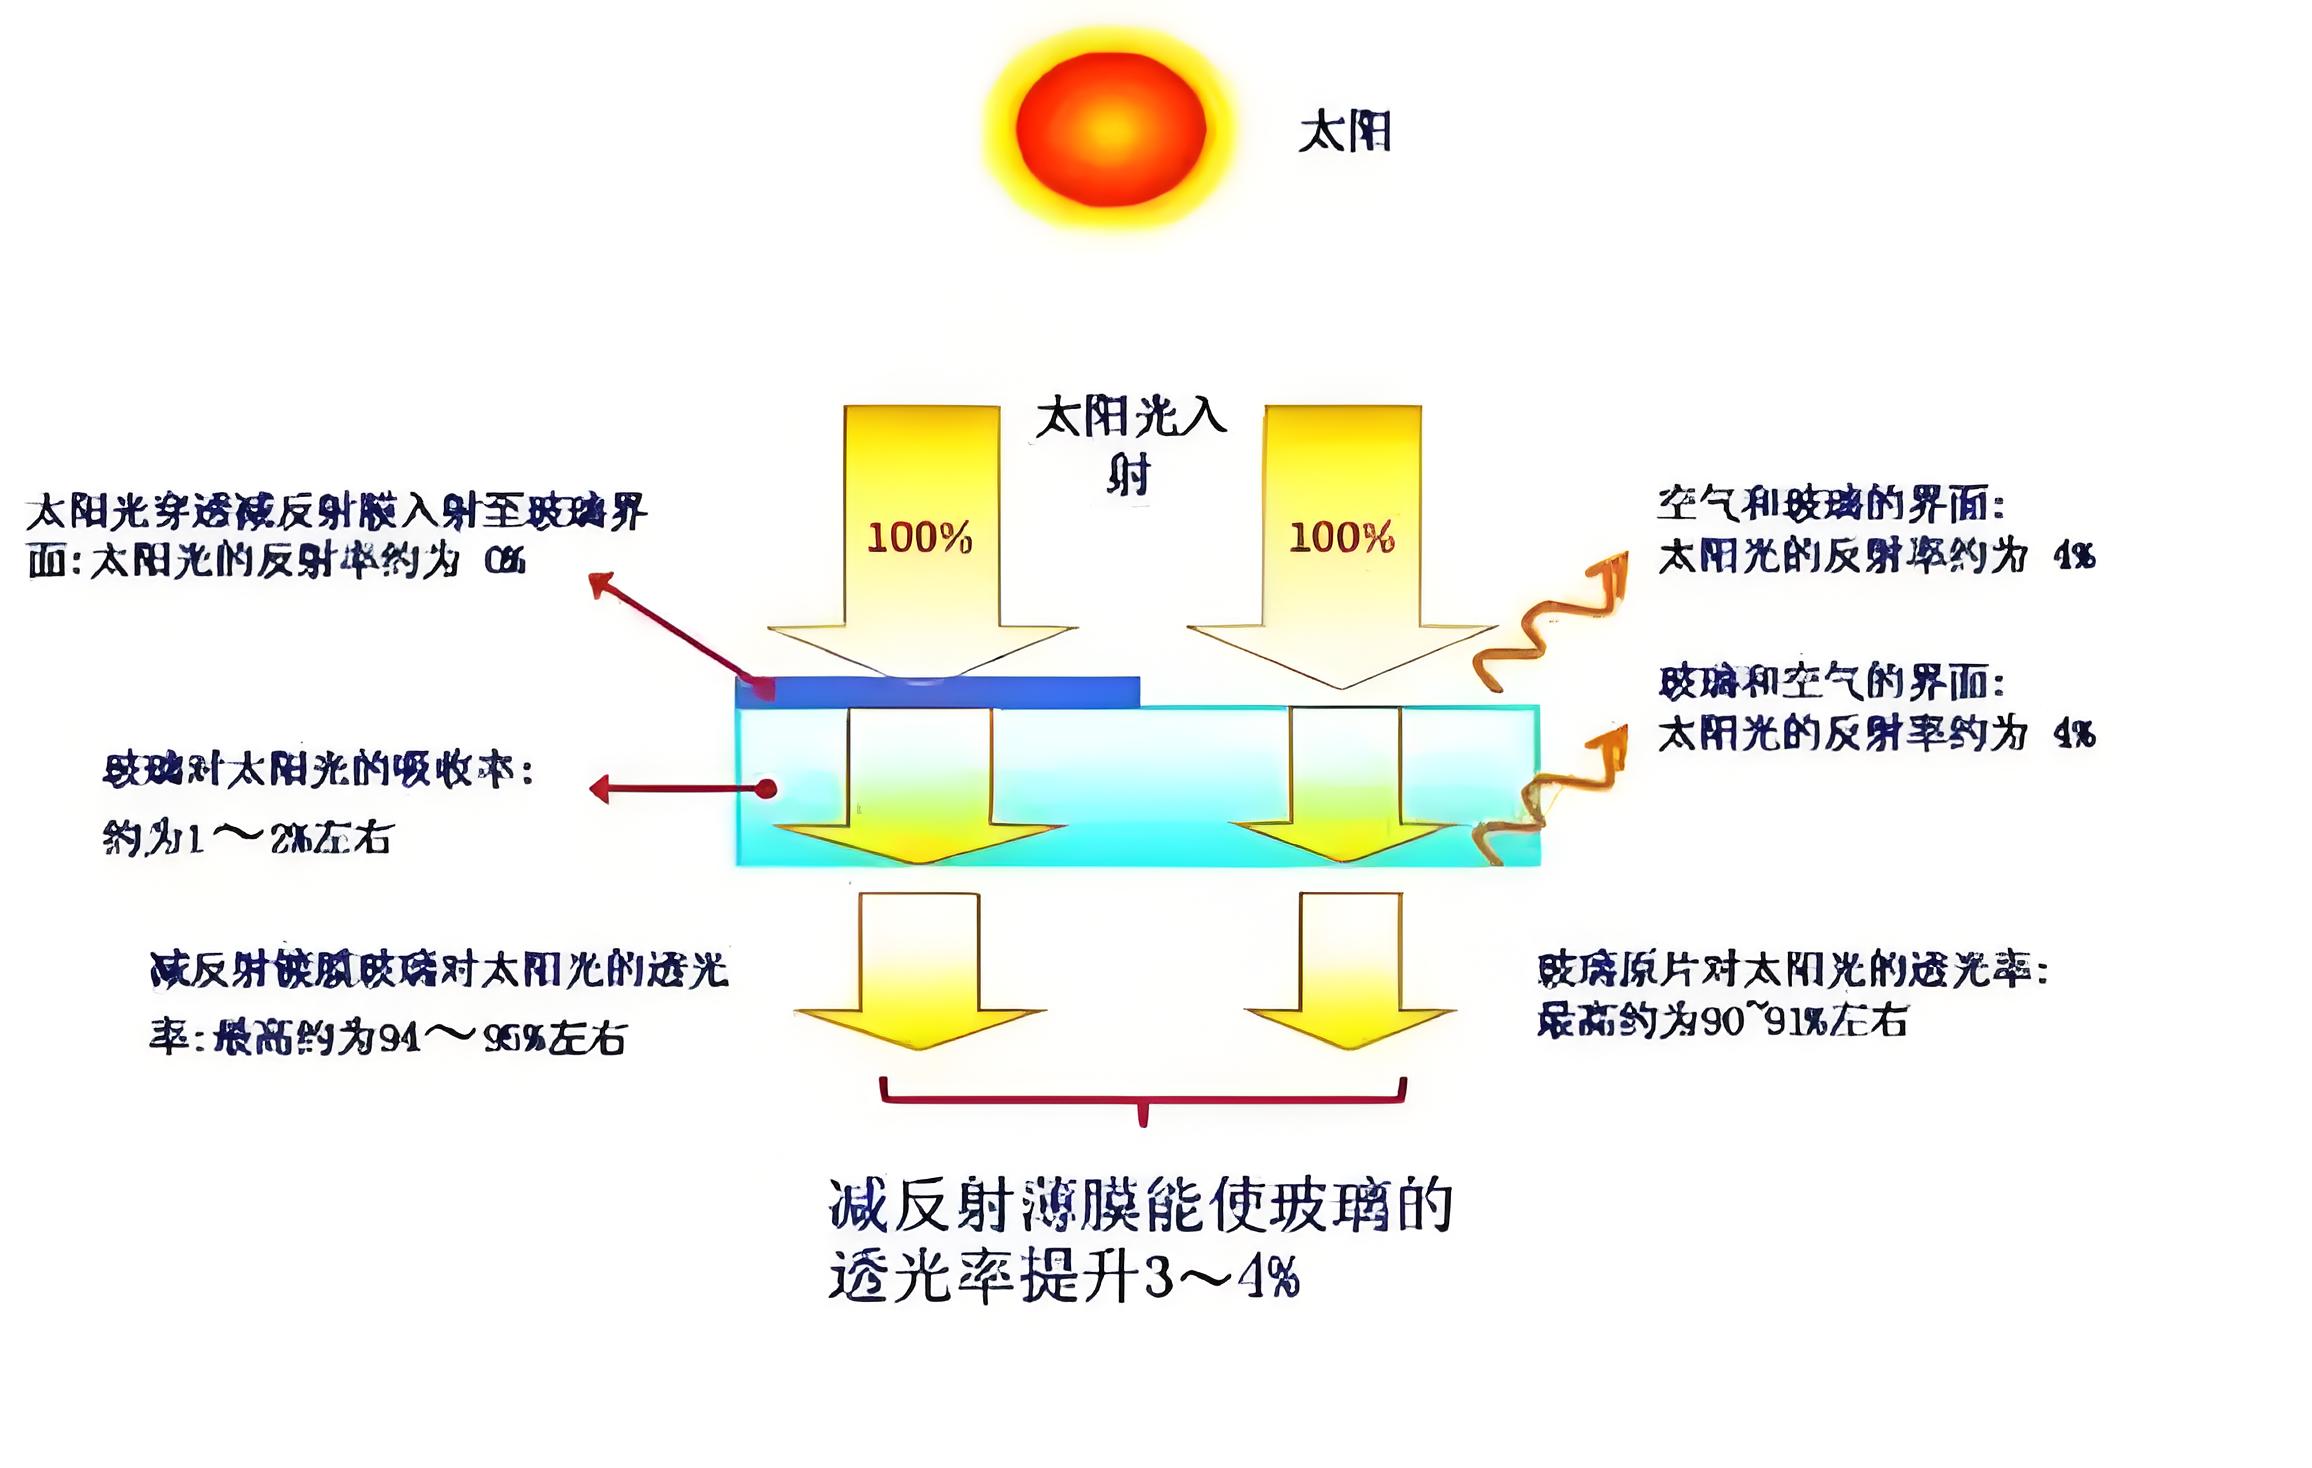 太阳
太阳光入
射
100%
100%
太阳光穿透减反射膜入射至玻璃界
面:太阳光的反射率约为 0%
空气和玻璃的界面:
太阳光的反射率约为 4%
玻璃和空气的界面:
太阳光的反射率约为 4%
玻璃对太阳光的吸收率:
约为1～2%左右
减反射镀膜玻璃对太阳光的透光
率:最高约为94～95%左右
玻璃原片对太阳光的透光率:
最高约为90~91%左右
减反射薄膜能使玻璃的
透光率提升3～4%